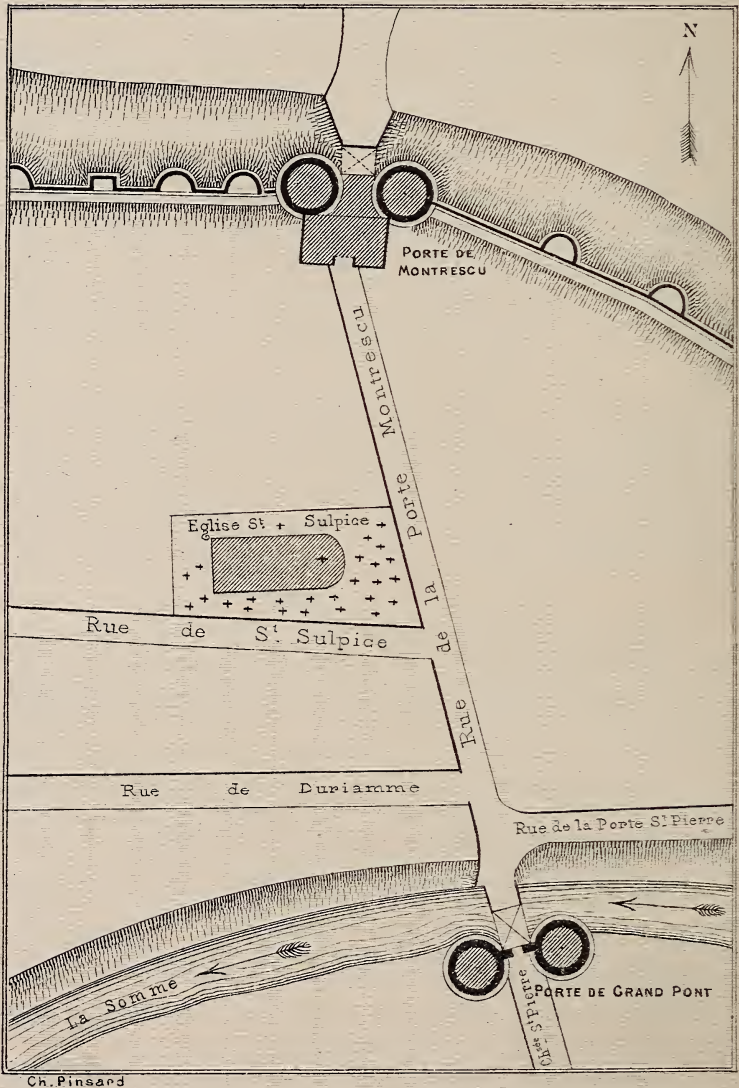 N
PORTE DE
MONTRESCU
Rue de la Porte Montrescu
Eglise St. Sulpice
Rue de St. Sulpice
Rue de Duriamme
Rue de la Porte St. Pierre
La Somme
PORTE DE GRAND PONT
Chsée St. Pierre
Ch. Pinsard